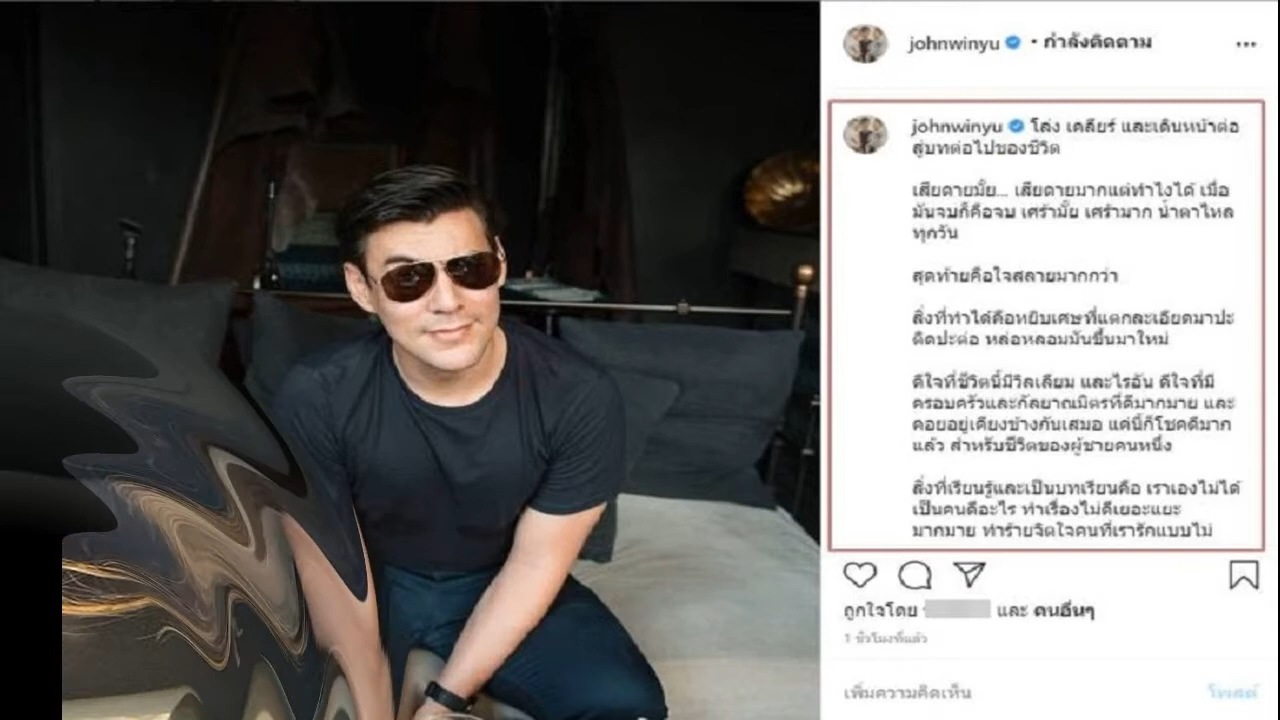 johnwinyu • กำลังติดตาม
johnwinyu โล่ง เคลียร์ และเดินหน้าต่อ
สู่บทต่อไปของชีวิต
เสียดายมั้ย... เสียดายมากแต่ทำไงได้ เมื่อ
มันจบก็คือจบ เศร้ามั้ย เศร้ามาก น้ำตาไหล
ทุกวัน
สุดท้ายคือใจสลายมากกว่า
สิ่งที่ทำได้คือหยิบเศษที่แตกละเอียดมาปะ
ติดปะต่อ หล่อหลอมมันขึ้นมาใหม่
ดีใจที่ชีวิตนี้มีวิลเลียม และไรอัน ดีใจที่มี
ครอบครัวและกัลยาณมิตรที่ดีมากมาย และ
คอยอยู่เคียงข้างกันเสมอ แค่นี้ก็โชคดีมาก
แล้ว สำหรับชีวิตของผู้ชายคนหนึ่ง
สิ่งที่เรียนรู้และเป็นบทเรียนคือ เราเองไม่ได้
เป็นคนดีอะไร ทำเรื่องไม่ดีเยอะแยะ
มากมาย ทำร้ายจิตใจคนที่เรารักแบบไม่
ถูกใจโดย และ คนอื่นๆ
1 ชั่วโมงที่แล้ว
เพิ่มความคิดเห็น
โพสต์